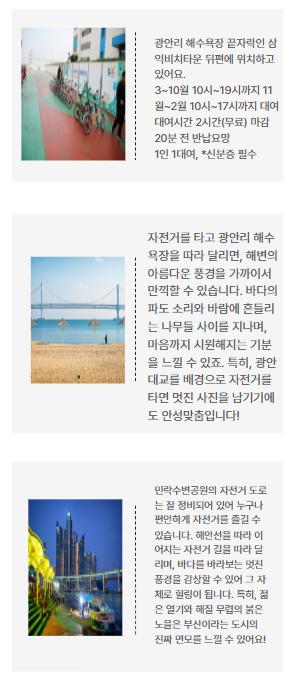 광안리 해수욕장 끝자락인 삼
익비치타운 뒤편에 위치하고
있어요.
3~10월 10시~19시까지 11
월~2월 10시~17시까지 대여
대여시간 2시간(무료) 마감
20분 전 반납요망
1인 1대여, *신분증 필수
자전거를 타고 광안리 해수
욕장을 따라 달리면, 해변의
아름다운 풍경을 가까이서
만끽할 수 있습니다. 바다의
파도 소리와 바람에 흔들리
는 나무들 사이를 지나며,
마음까지 시원해지는 기분
을 느낄 수 있죠. 특히, 광안
대교를 배경으로 자전거를
타면 멋진 사진을 남기기에
도 안성맞춤입니다!
민락수변공원의 자전거 도로
는 잘 정비되어 있어 누구나
편안하게 자전거를 즐길 수
있습니다. 해안선을 따라 이
어지는 자전거 길을 따라 달
리며, 바다를 바라보는 멋진
풍경을 감상할 수 있어 그 자
체로 힐링이 됩니다. 특히, 젊
은 열기와 해질 무렵의 붉은
노을은 부산이라는 도시의
진짜 면모를 느낄 수 있어요!